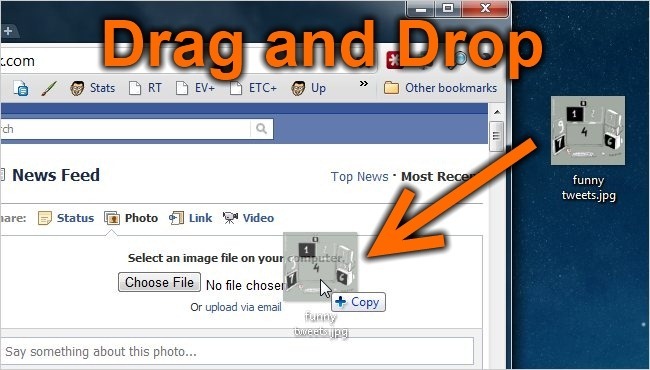 Drag and Drop
.com
Stats RT EV+ ETC+ Up » Other bookmarks
rch
News Feed Top News · Most Recen
hare: Status Photo Link Video
Select an image file on your computer.
Choose File No file chosen
Or upload via email
Copy
funny
tweets.jpg
Say something about this photo...
funny
tweets.jpg